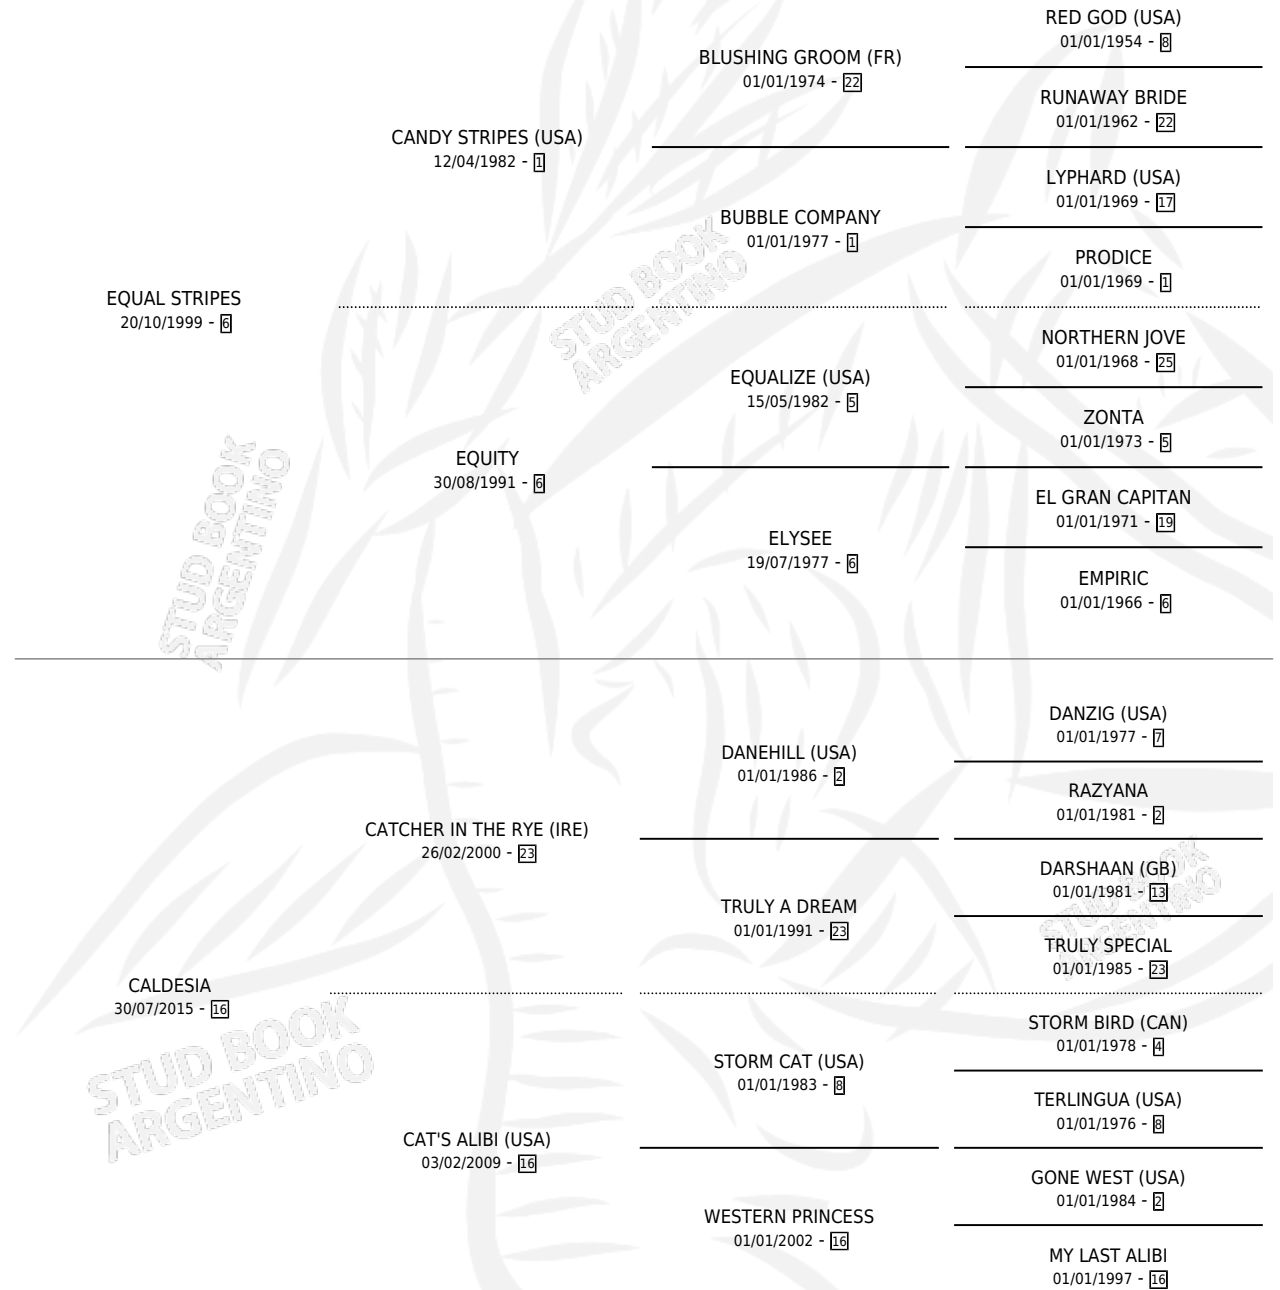 RED GOD (USA)
01/01/1954 - 8
BLUSHING GROOM (FR)
01/01/1974 - 22
RUNAWAY BRIDE
01/01/1962 - 22
CANDY STRIPES (USA)
12/04/1982 - 1
LYPHARD (USA)
01/01/1969 - 17
BUBBLE COMPANY
01/01/1977 - 1
PRODICE
01/01/1969 - 1
EQUAL STRIPES
20/10/1999 - 6
STUD BOOK
ARGENTINO
NORTHERN JOVE
01/01/1968 - 25
EQUALIZE (USA)
15/05/1982 - 5
ZONTA
01/01/1973 - 5
EQUITY
30/08/1991 - 6
EL GRAN CAPITAN
01/01/1971 - 19
ELYSEE
19/07/1977 - 6
EMPIRIC
01/01/1966 - 6
STUD BOOK
ARGENTINO
DANZIG (USA)
01/01/1977 - 7
DANEHILL (USA)
01/01/1986 - 2
RAZYANA
01/01/1981 - 2
CATCHER IN THE RYE (IRE)
26/02/2000 - 23
DARSHAAN (GB)
01/01/1981 - 13
STUD BOOK
ARGENTINO
TRULY A DREAM
01/01/1991 - 23
TRULY SPECIAL
01/01/1985 - 23
CALDESIA
30/07/2015 - 16
STUD BOOK
ARGENTINO
STORM BIRD (CAN)
01/01/1978 - 4
STORM CAT (USA)
01/01/1983 - 8
TERLINGUA (USA)
01/01/1976 - 8
CAT'S ALIBI (USA)
03/02/2009 - 16
GONE WEST (USA)
01/01/1984 - 2
WESTERN PRINCESS
01/01/2002 - 16
MY LAST ALIBI
01/01/1997 - 16